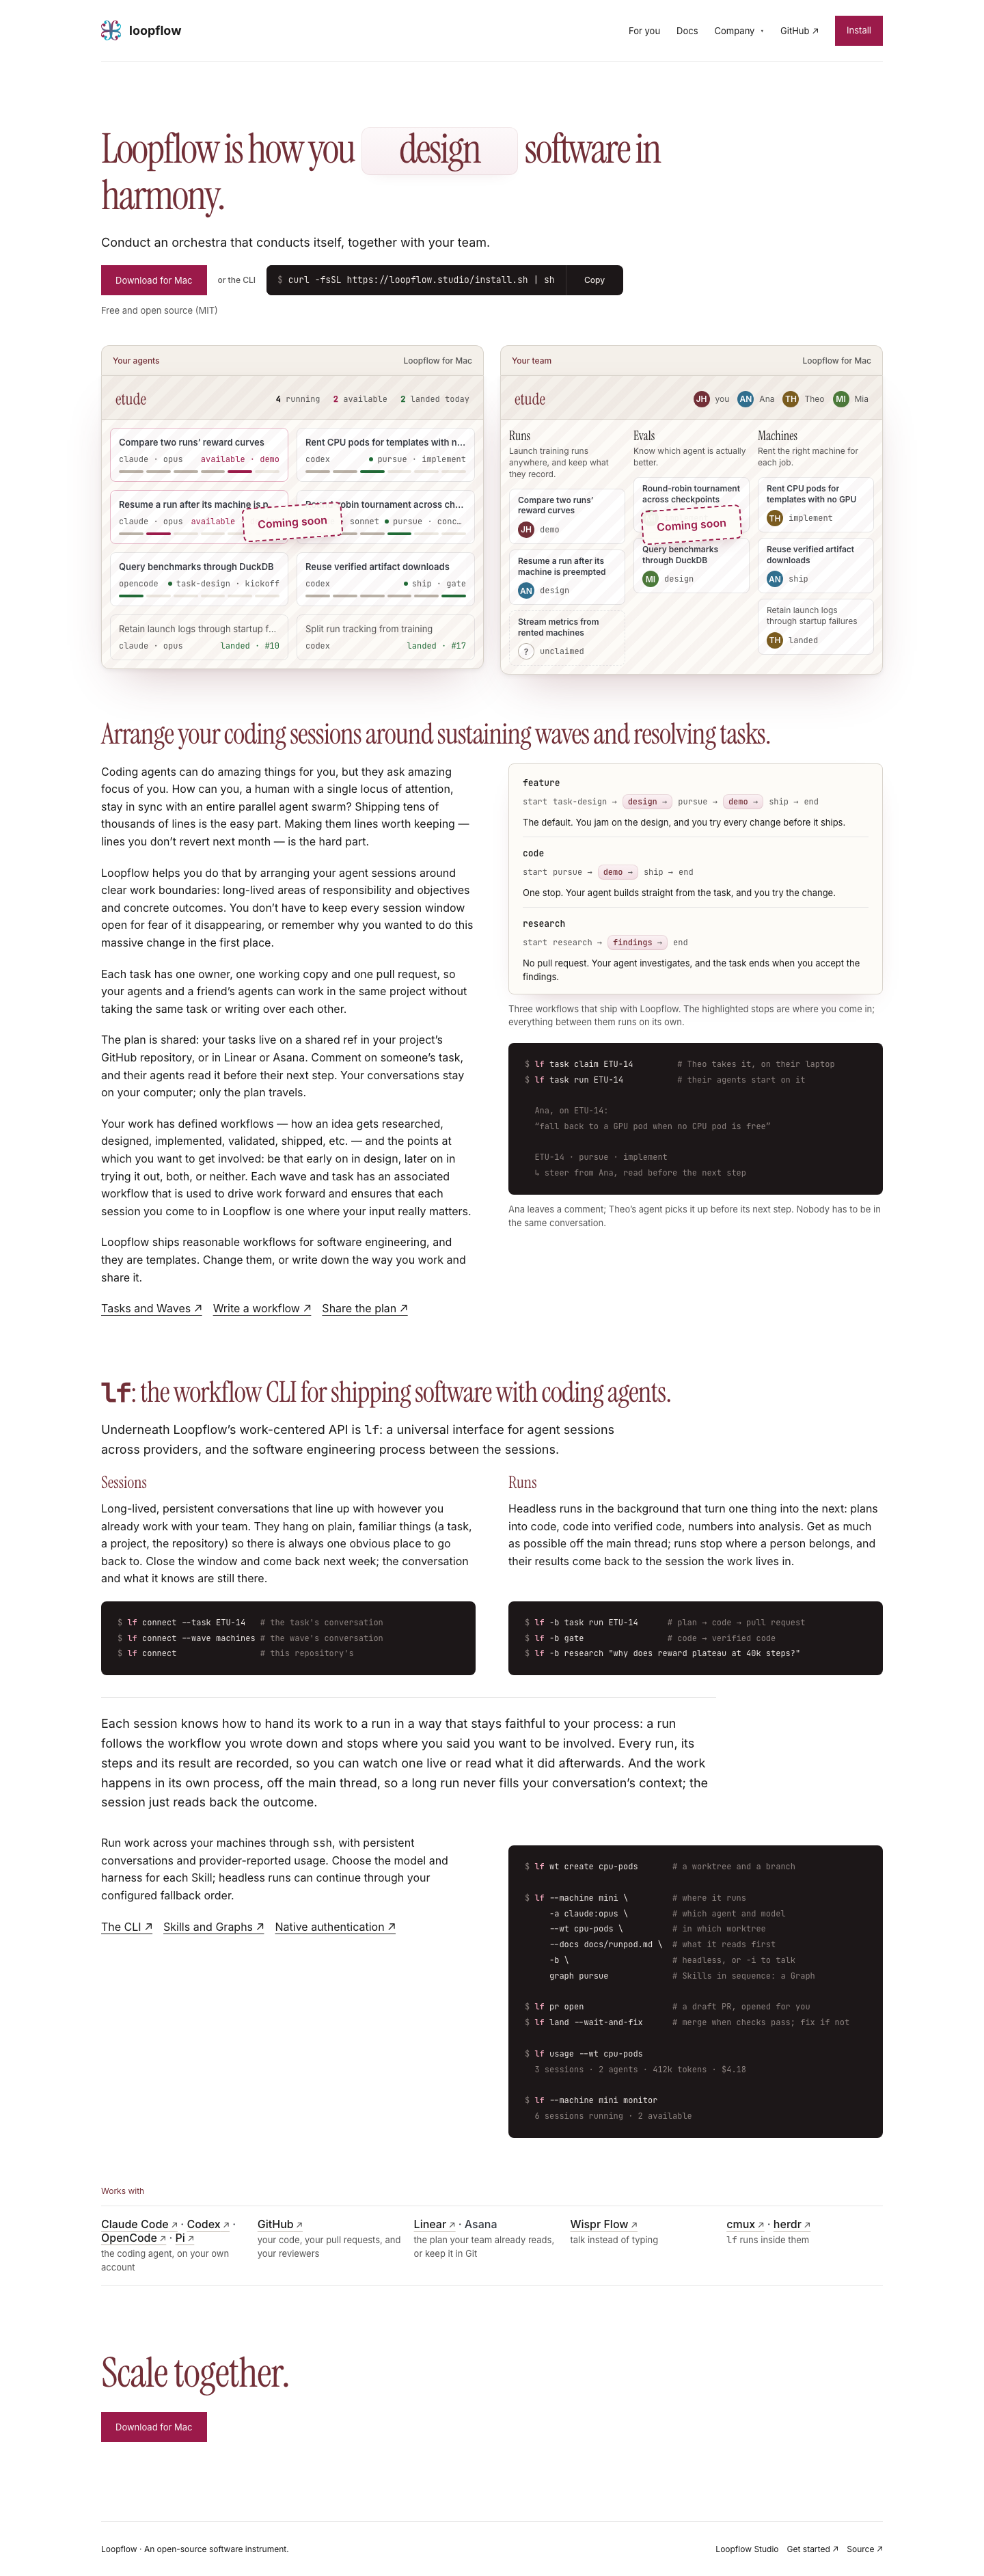 loopflow
For you Docs Company GitHub ↗ Install
Loopflow is how you design software in
harmony.
Conduct an orchestra that conducts itself, together with your team.
Download for Mac or the CLI $ curl -fsSL https://loopflow.studio/install.sh | sh Copy
Free and open source (MIT)
Your agents Loopflow for Mac
etude 4 running 2 available 2 landed today
Compare two runs’ reward curves
claude · opus available · demo
Rent CPU pods for templates with n…
codex pursue · implement
Resume a run after its machine is
claude · opus available
robin tournament across ch…
sonnet pursue · conc…
Coming soon
Query benchmarks through DuckDB
opencode task-design · kickoff
Reuse verified artifact downloads
codex ship · gate
Retain launch logs through startup f…
claude · opus landed · #10
Split run tracking from training
codex landed · #17
Your team Loopflow for Mac
etude JH you AN Ana TH Theo MI Mia
Runs
Launch training runs
anywhere, and keep what
they record.
Compare two runs’
reward curves
JH demo
Resume a run after its
machine is preempted
AN design
Stream metrics from
rented machines
? unclaimed
Evals
Know which agent is actually
better.
Round-robin tournament
across checkpoints
Coming soon
Query benchmarks
through DuckDB
MI design
Machines
Rent the right machine for
each job.
Rent CPU pods for
templates with no GPU
TH implement
Reuse verified artifact
downloads
AN ship
Retain launch logs
through startup failures
TH landed
Arrange your coding sessions around sustaining waves and resolving tasks.
Coding agents can do amazing things for you, but they ask amazing
focus of you. How can you, a human with a single locus of attention,
stay in sync with an entire parallel agent swarm? Shipping tens of
thousands of lines is the easy part. Making them lines worth keeping —
lines you don’t revert next month — is the hard part.
Loopflow helps you do that by arranging your agent sessions around
clear work boundaries: long-lived areas of responsibility and objectives
and concrete outcomes. You don’t have to keep every session window
open for fear of it disappearing, or remember why you wanted to do this
massive change in the first place.
Each task has one owner, one working copy and one pull request, so
your agents and a friend’s agents can work in the same project without
taking the same task or writing over each other.
The plan is shared: your tasks live on a shared ref in your project’s
GitHub repository, or in Linear or Asana. Comment on someone’s task,
and their agents read it before their next step. Your conversations stay
on your computer; only the plan travels.
Your work has defined workflows — how an idea gets researched,
designed, implemented, validated, shipped, etc. — and the points at
which you want to get involved: be that early on in design, later on in
trying it out, both, or neither. Each wave and task has an associated
workflow that is used to drive work forward and ensures that each
session you come to in Loopflow is one where your input really matters.
Loopflow ships reasonable workflows for software engineering, and
they are templates. Change them, or write down the way you work and
share it.
Tasks and Waves ↗ Write a workflow ↗ Share the plan ↗
feature
start task-design → design → pursue → demo → ship → end
The default. You jam on the design, and you try every change before it ships.
code
start pursue → demo → ship → end
One stop. Your agent builds straight from the task, and you try the change.
research
start research → findings → end
No pull request. Your agent investigates, and the task ends when you accept the
findings.
Three workflows that ship with Loopflow. The highlighted stops are where you come in;
everything between them runs on its own.
$ lf task claim ETU-14 # Theo takes it, on their laptop
$ lf task run ETU-14 # their agents start on it
Ana, on ETU-14:
“fall back to a GPU pod when no CPU pod is free”
ETU-14 · pursue · implement
↳ steer from Ana, read before the next step
Ana leaves a comment; Theo’s agent picks it up before its next step. Nobody has to be in
the same conversation.
lf: the workflow CLI for shipping software with coding agents.
Underneath Loopflow’s work-centered API is lf: a universal interface for agent sessions
across providers, and the software engineering process between the sessions.
Sessions
Long-lived, persistent conversations that line up with however you
already work with your team. They hang on plain, familiar things (a task,
a project, the repository) so there is always one obvious place to go
back to. Close the window and come back next week; the conversation
and what it knows are still there.
$ lf connect --task ETU-14 # the task's conversation
$ lf connect --wave machines # the wave's conversation
$ lf connect # this repository's
Runs
Headless runs in the background that turn one thing into the next: plans
into code, code into verified code, numbers into analysis. Get as much
as possible off the main thread; runs stop where a person belongs, and
their results come back to the session the work lives in.
$ lf -b task run ETU-14 # plan → code → pull request
$ lf -b gate # code → verified code
$ lf -b research "why does reward plateau at 40k steps?"
Each session knows how to hand its work to a run in a way that stays faithful to your process: a run
follows the workflow you wrote down and stops where you said you want to be involved. Every run, its
steps and its result are recorded, so you can watch one live or read what it did afterwards. And the work
happens in its own process, off the main thread, so a long run never fills your conversation’s context; the
session just reads back the outcome.
Run work across your machines through ssh, with persistent
conversations and provider-reported usage. Choose the model and
harness for each Skill; headless runs can continue through your
configured fallback order.
The CLI ↗ Skills and Graphs ↗ Native authentication ↗
$ lf wt create cpu-pods # a worktree and a branch
$ lf --machine mini \ # where it runs
-a claude:opus \ # which agent and model
--wt cpu-pods \ # in which worktree
--docs docs/runpod.md \ # what it reads first
-b \ # headless, or -i to talk
graph pursue # Skills in sequence: a Graph
$ lf pr open # a draft PR, opened for you
$ lf land --wait-and-fix # merge when checks pass; fix if not
$ lf usage --wt cpu-pods
3 sessions · 2 agents · 412k tokens · $4.18
$ lf --machine mini monitor
6 sessions running · 2 available
Works with
Claude Code ↗ · Codex ↗ ·
OpenCode ↗ · Pi ↗
the coding agent, on your own
account
GitHub ↗
your code, your pull requests, and
your reviewers
Linear ↗ · Asana
the plan your team already reads,
or keep it in Git
Wispr Flow ↗
talk instead of typing
cmux ↗ · herdr ↗
lf runs inside them
Scale together.
Download for Mac
Loopflow · An open-source software instrument.
Loopflow Studio Get started ↗ Source ↗